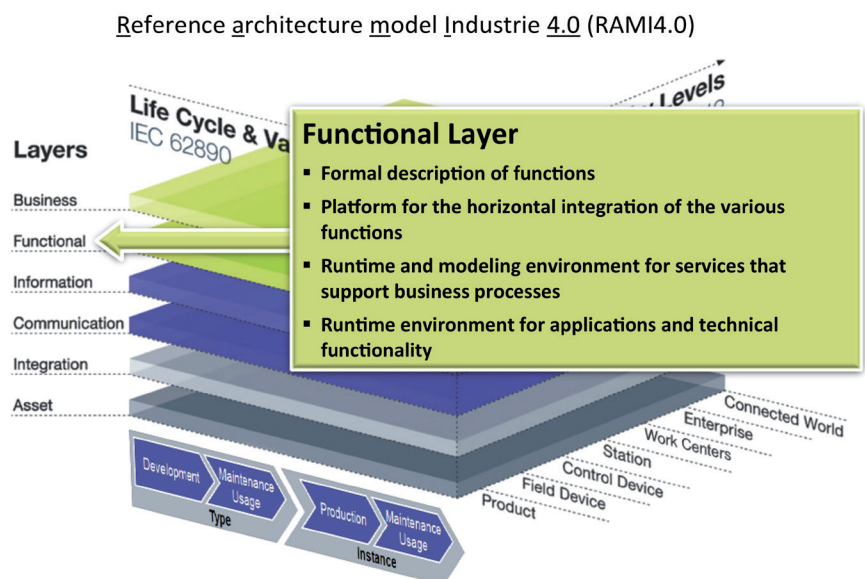 Reference architecture model Industrie 4.0 (RAMI4.0)
Life Cycle & Va
IEC 62890
Levels
Layers
Business
Functional
Information
Communication
Integration
Asset
Functional Layer
▪ Formal description of functions
▪ Platform for the horizontal integration of the various
functions
▪ Runtime and modeling environment for services that
support business processes
▪ Runtime environment for applications and technical
functionality
Connected World
Enterprise
Work Centers
Station
Control Device
Field Device
Product
Development
Maintenance
Usage
Type
Production
Maintenance
Usage
Instance